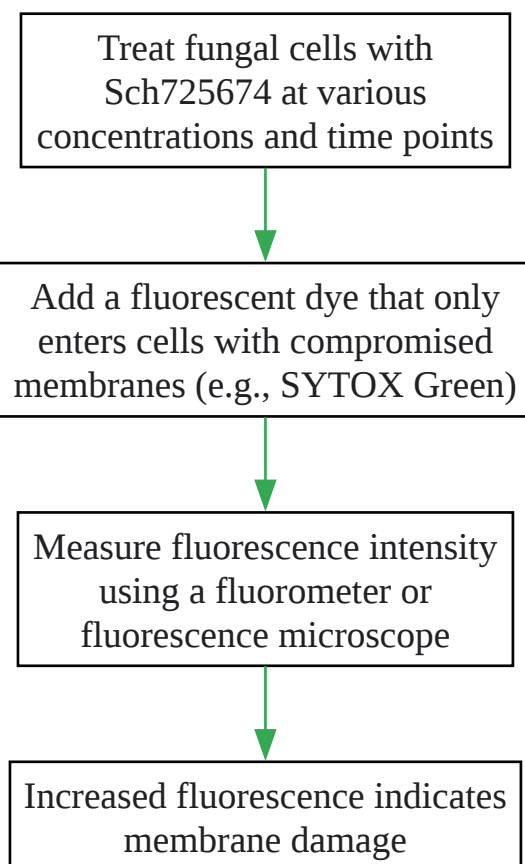 Treat fungal cells with
Sch725674 at various
concentrations and time points
Add a fluorescent dye that only
enters cells with compromised
membranes (e.g., SYTOX Green)
Measure fluorescence intensity
using a fluorometer or
fluorescence microscope
Increased fluorescence indicates
membrane damage